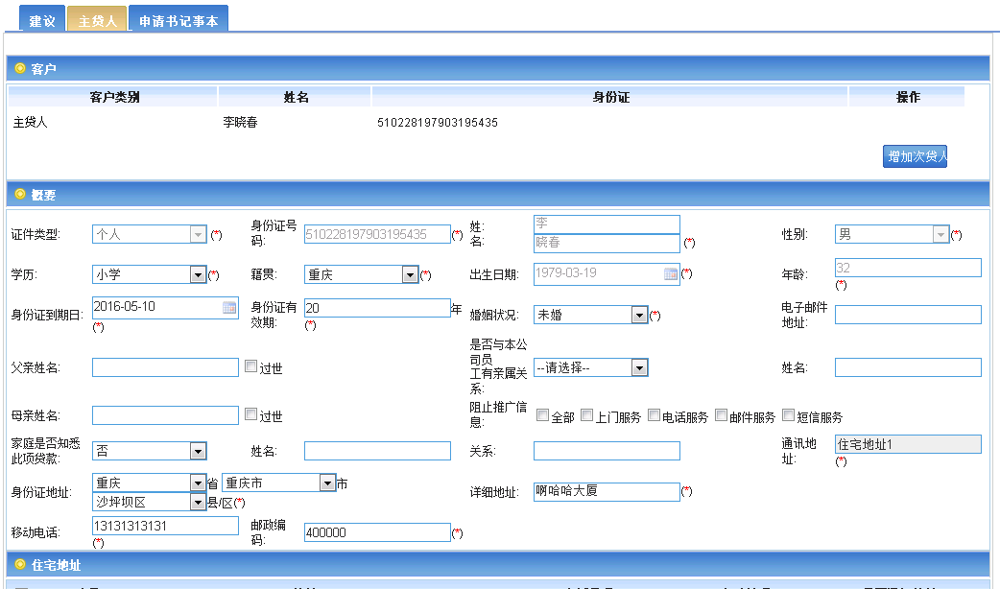 建议 主贷人 申请书记事本
客户
客户类别 姓名 身份证 操作
主贷人 李晓春 510228197903195435
增加次贷人
概要
证件类型: 个人 (*) 身份证号码: 510228197903195435 (*) 姓: 李 名: 晓春 (*) 性别: 男 (*)
学历: 小学 (*) 籍贯: 重庆 (*) 出生日期: 1979-03-19 (*) 年龄: 32 (*)
身份证到期日: 2016-05-10 (*) 身份证有效期: 20 年 (*) 婚姻状况: 未婚 (*) 电子邮件地址:
父亲姓名: 过世 是否与本公司员工有亲属关系: --请选择-- 姓名:
母亲姓名: 过世 阻止推广信息: 全部 上门服务 电话服务 邮件服务 短信服务
家庭是否知悉此项贷款: 否 姓名: 关系: 通讯地址: 住宅地址1 (*)
身份证地址: 重庆 省 重庆市 市 沙坪坝区 县/区(*) 详细地址: 啊哈哈大厦 (*)
移动电话: 13131313131 (*) 邮政编码: 400000 (*)
住宅地址